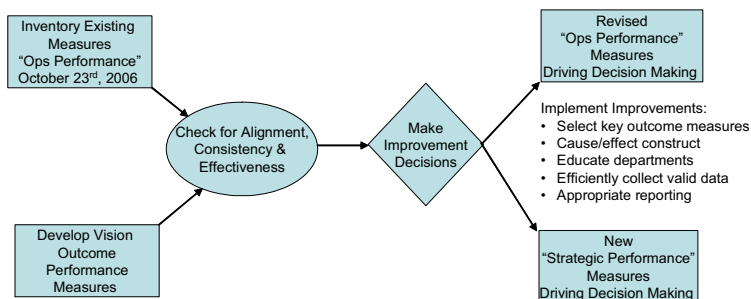 Inventory Existing
Measures
“Ops Performance”
October 23rd, 2006
Develop Vision
Outcome
Performance
Measures
Check for Alignment,
Consistency &
Effectiveness
Make
Improvement
Decisions
Revised
“Ops Performance”
Measures
Driving Decision Making
Implement Improvements:
• Select key outcome measures
• Cause/effect construct
• Educate departments
• Efficiently collect valid data
• Appropriate reporting
New
“Strategic Performance”
Measures
Driving Decision Making